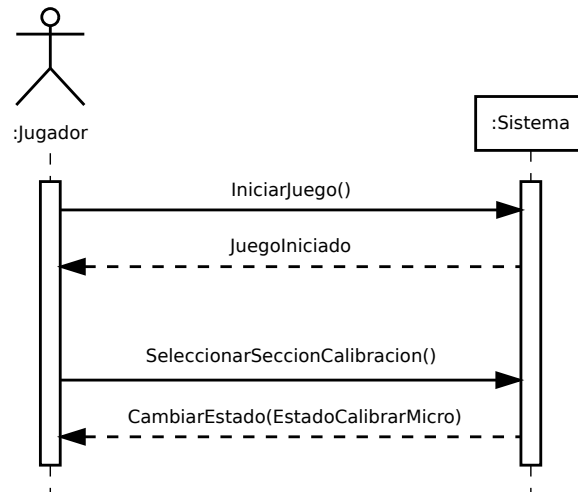 :Jugador
:Sistema
IniciarJuego()
JuegoIniciado
SeleccionarSeccionCalibracion()
CambiarEstado(EstadoCalibrarMicro)